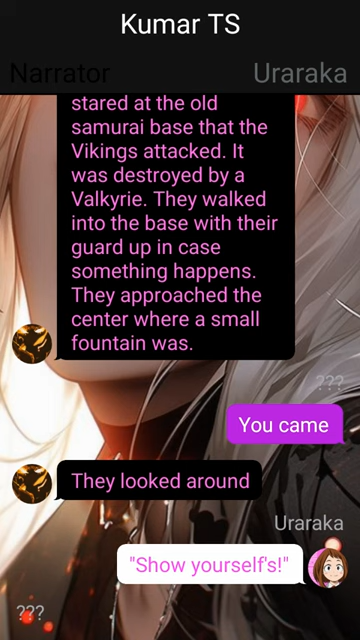 Kumar TS
Narrator
Uraraka
stared at the old
samurai base that the
Vikings attacked. It
was destroyed by a
Valkyrie. They walked
into the base with their
guard up in case
something happens.
They approached the
center where a small
fountain was.
???
You came
They looked around
Uraraka
"Show yourself's!"
???